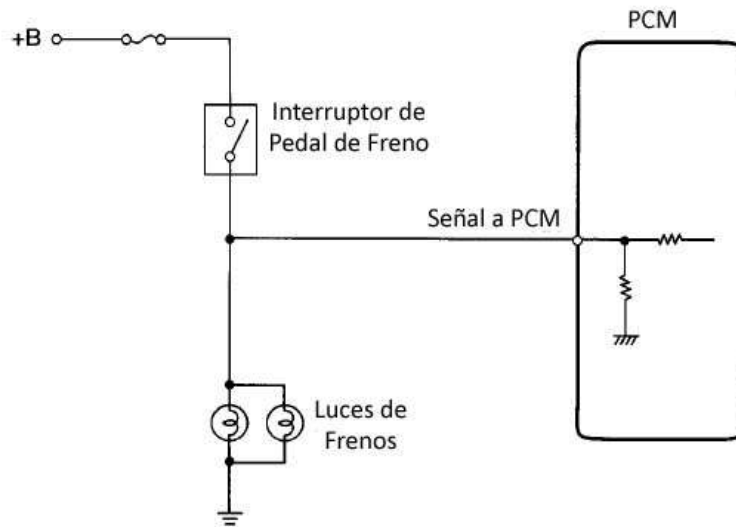 PCM
+B
Interruptor de
Pedal de Freno
Señal a PCM
Luces de
Frenos